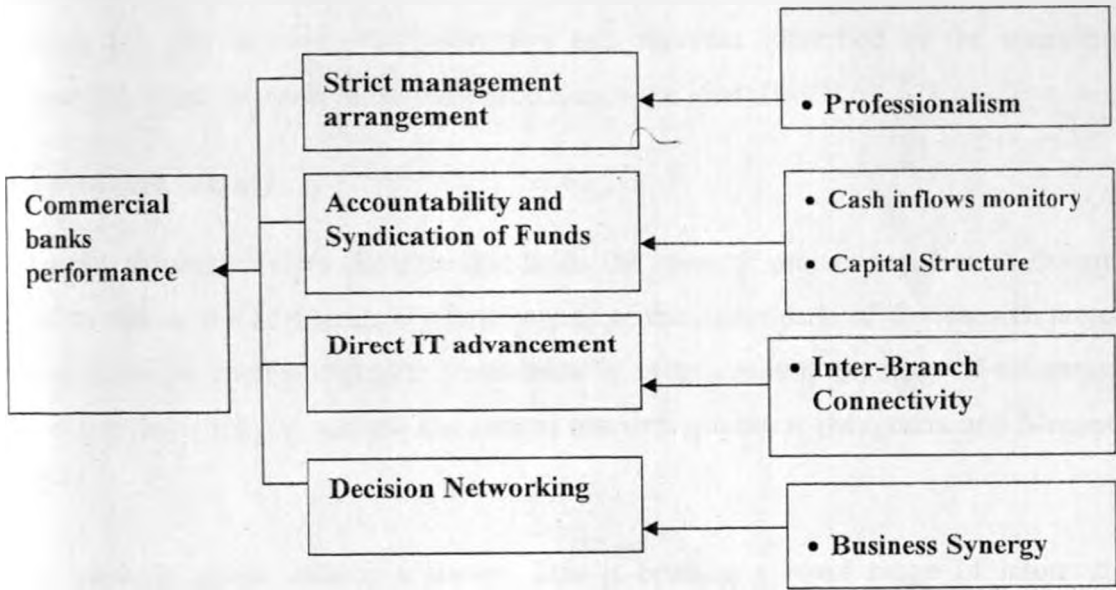 Strict management
arrangement
• Professionalism
Commercial
banks
performance
Accountability and
Syndication of Funds
• Cash inflows monitory
• Capital Structure
Direct IT advancement
• Inter-Branch
Connectivity
Decision Networking
• Business Synergy